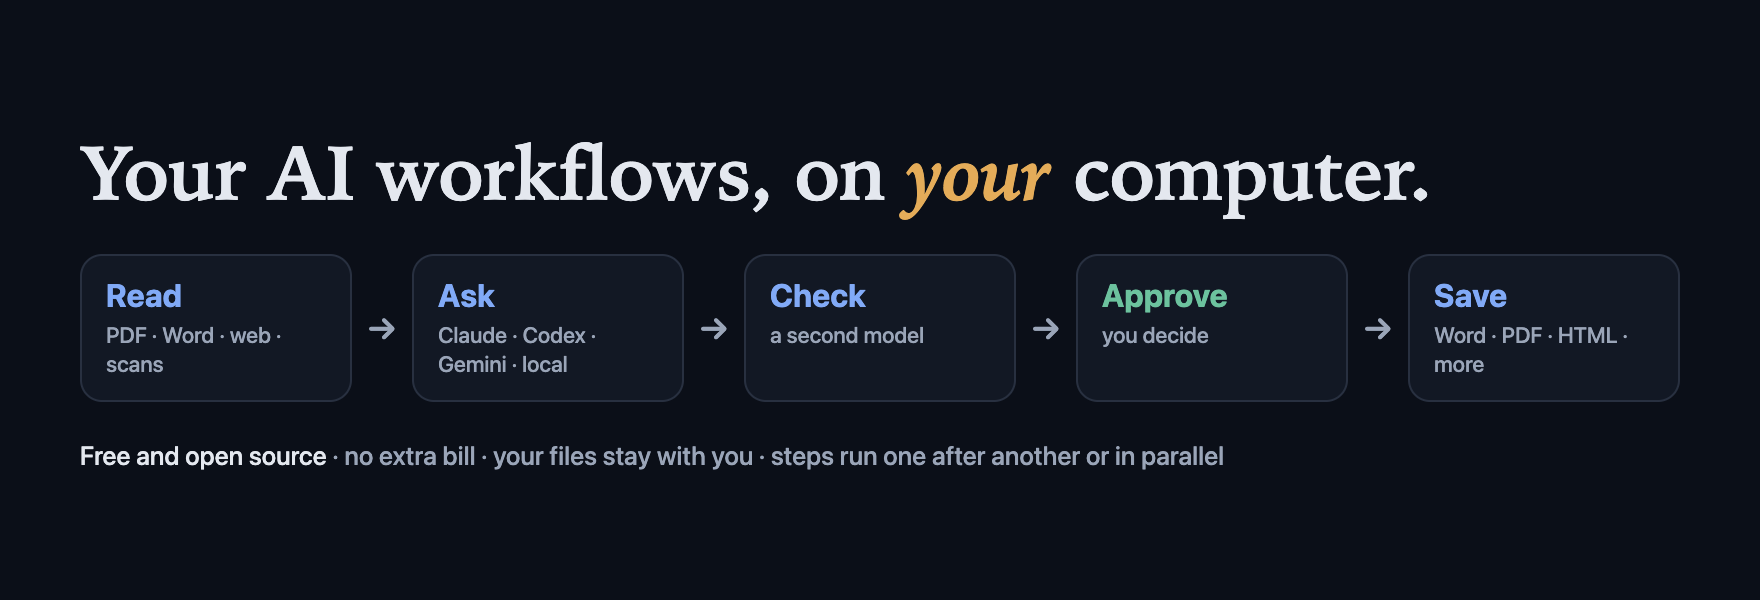 Your AI workflows, on your computer.
Read
PDF · Word · web ·
scans
Ask
Claude · Codex ·
Gemini · local
Check
a second model
Approve
you decide
Save
Word · PDF · HTML ·
more
Free and open source · no extra bill · your files stay with you · steps run one after another or in parallel